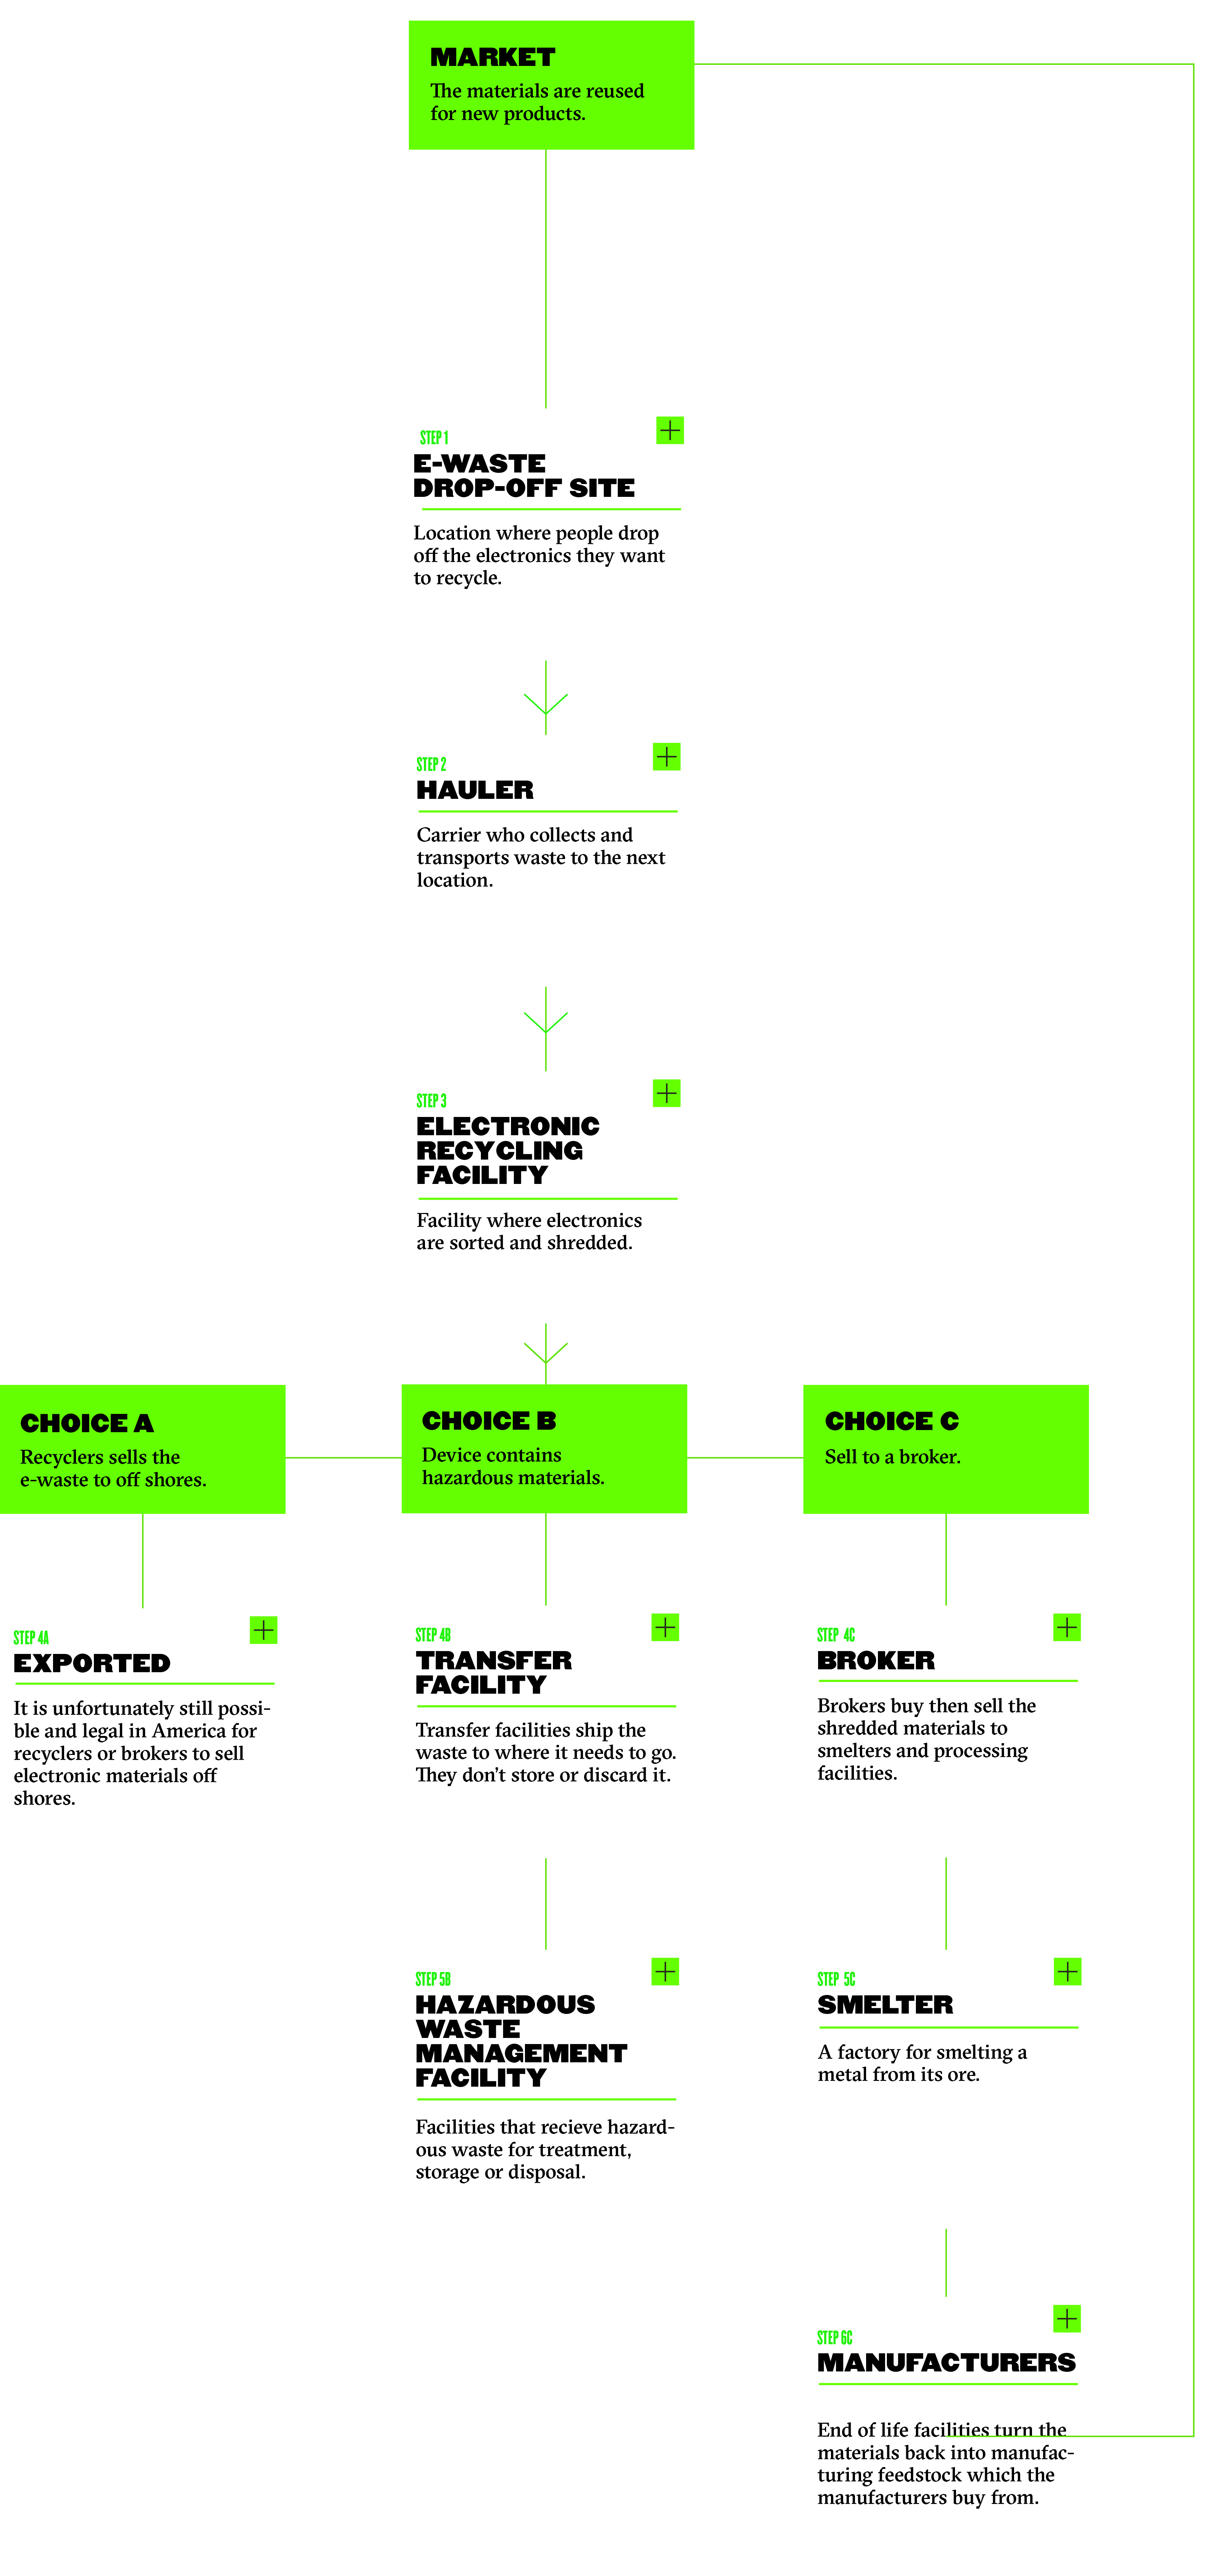 MARKET
The materials are reused
for new products.
STEP 1
E-WASTE
DROP-OFF SITE
Location where people drop
off the electronics they want
to recycle.
STEP 2
HAULER
Carrier who collects and
transports waste to the next
location.
STEP 3
ELECTRONIC
RECYCLING
FACILITY
Facility where electronics
are sorted and shredded.
CHOICE A
Recyclers sells the
e-waste to off shores.
CHOICE B
Device contains
hazardous materials.
CHOICE C
Sell to a broker.
STEP 4A
EXPORTED
It is unfortunately still possi-
ble and legal in America for
recyclers or brokers to sell
electronic materials off
shores.
STEP 4B
TRANSFER
FACILITY
Transfer facilities ship the
waste to where it needs to go.
They don't store or discard it.
STEP 4C
BROKER
Brokers buy then sell the
shredded materials to
smelters and processing
facilities.
STEP 5B
HAZARDOUS
WASTE
MANAGEMENT
FACILITY
Facilities that recieve hazard-
ous waste for treatment,
storage or disposal.
STEP 5C
SMELTER
A factory for smelting a
metal from its ore.
STEP 6C
MANUFACTURERS
End of life facilities turn the
materials back into manufac-
turing feedstock which the
manufacturers buy from.